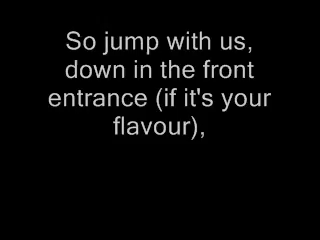 So jump with us,
down in the front
entrance (if it's your
flavour),